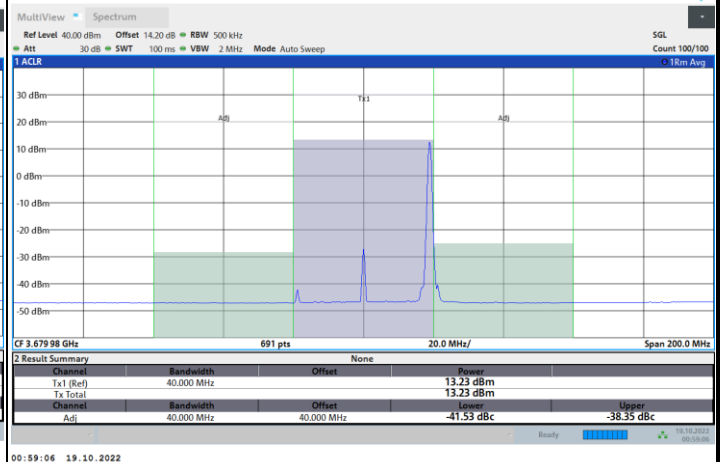 MultiView Spectrum
Ref Level 40.00 dBm Offset 14.20 dB RBW 500 kHz SGL
Att 30 dB SWT 100 ms VBW 2 MHz Mode Auto Sweep Count 100/100
1 ACLR 1Rm Avg
30 dBm
Tx1
20 dBm
Adj Adj
10 dBm
0 dBm
-10 dBm
-20 dBm
-30 dBm
-40 dBm
-50 dBm
CF 3.679 98 GHz 691 pts 20.0 MHz/ Span 200.0 MHz
2 Result Summary None
Channel Bandwidth Offset Power
Tx1 (Ref) 40.000 MHz 13.23 dBm
Tx Total 13.23 dBm
Channel Bandwidth Offset Lower Upper
Adj 40.000 MHz 40.000 MHz -41.53 dBc -38.35 dBc
Ready 19.10.2022
00:59:06
00:59:06 19.10.2022